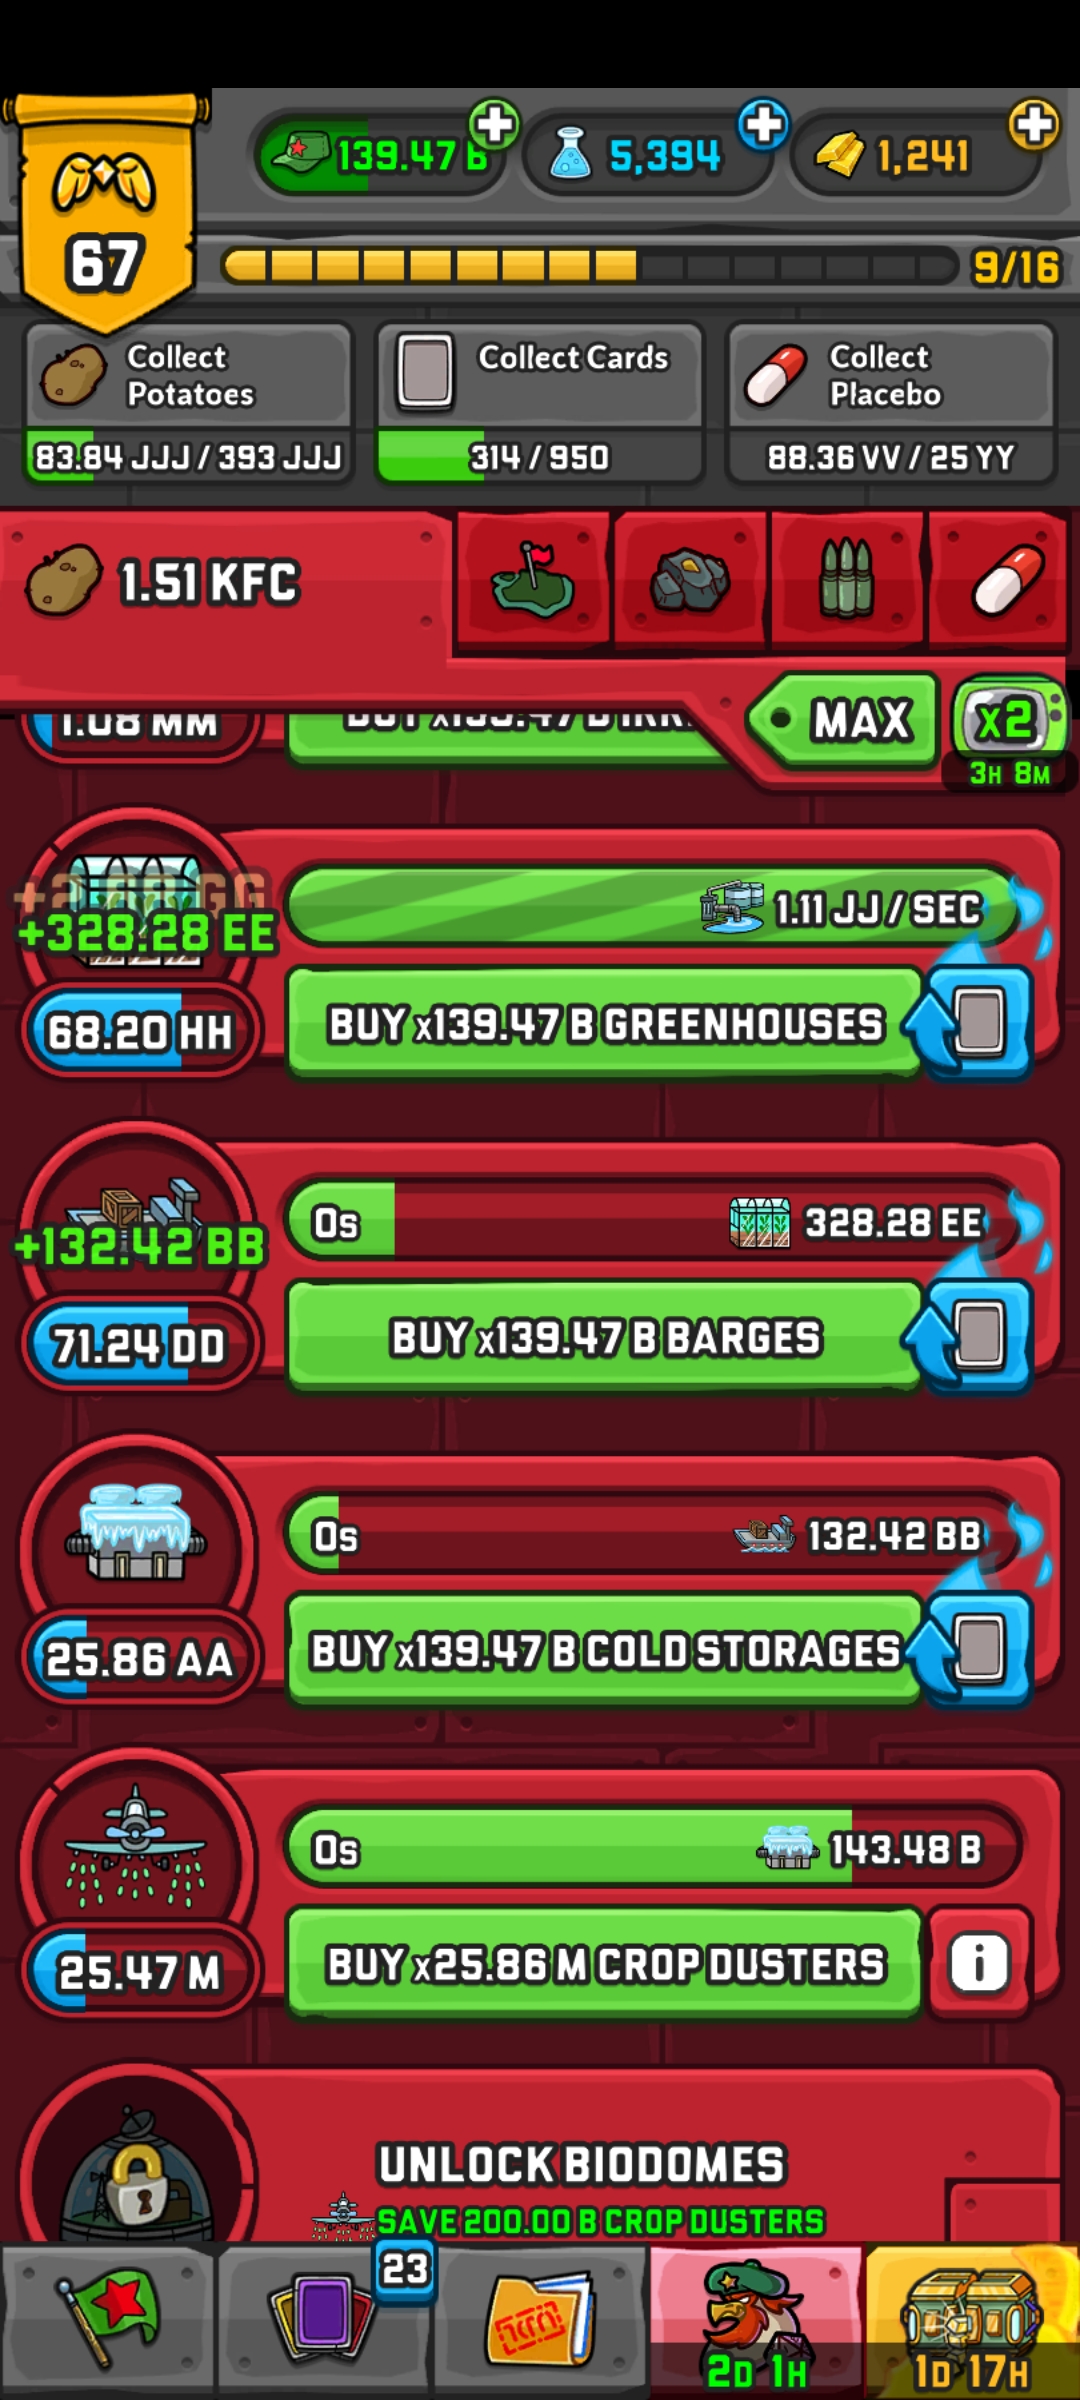 139.47 B
5,394
1,241
67
9/16
Collect
Potatoes
83.84 JJJ / 393 JJJ
Collect Cards
314 / 950
Collect
Placebo
88.36 VV / 25 YY
1.51 KFC
MAX
x2
3H 8M
1.08 MM
+328.28 EE
1.11 JJ / SEC
68.20 HH
BUY x139.47 B GREENHOUSES
+132.42 BB
0s
328.28 EE
71.24 DD
BUY x139.47 B BARGES
0s
132.42 BB
25.86 AA
BUY x139.47 B COLD STORAGES
0s
143.48 B
25.47 M
BUY x25.86 M CROP DUSTERS
i
UNLOCK BIODOMES
SAVE 200.00 B CROP DUSTERS
23
2D 1H
1D 17H